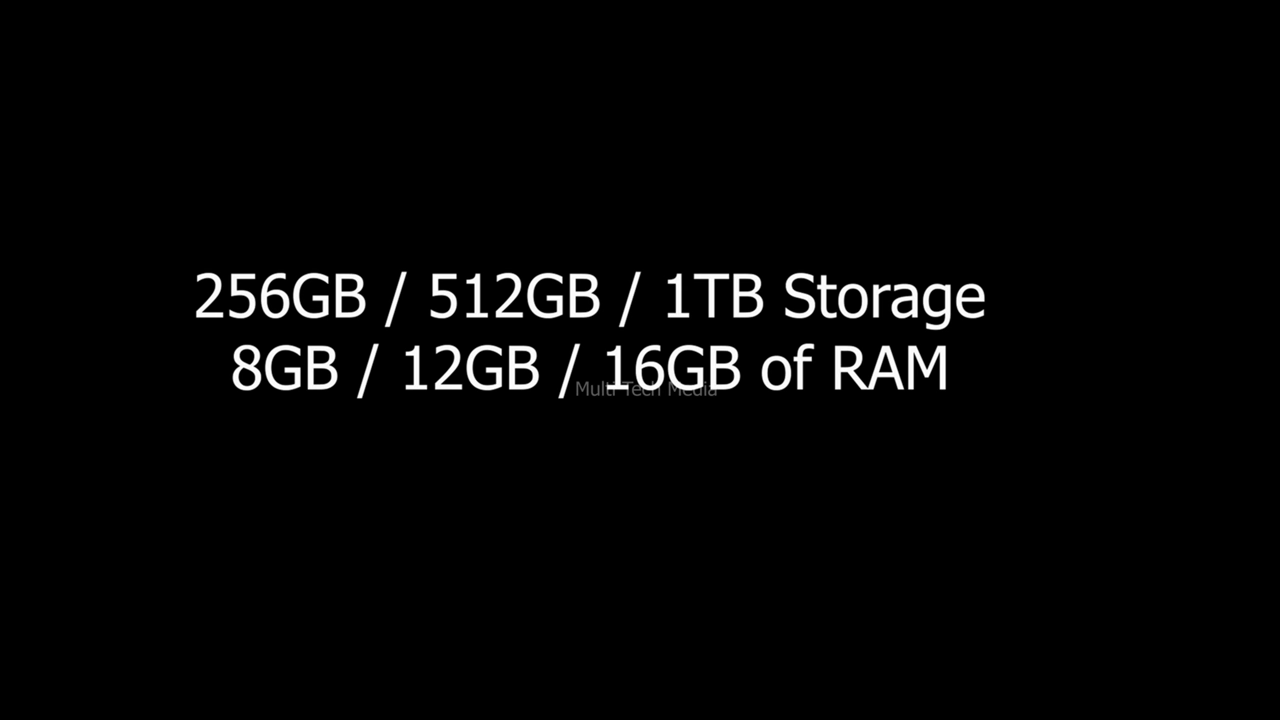 256GB / 512GB / 1TB Storage
8GB / 12GB / 16GB of RAM
Multi Tech Media